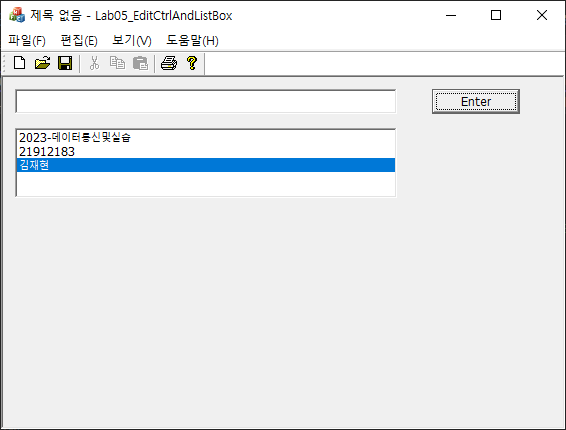 제목 없음 - Lab05_EditCtrlAndListBox
파일(F) 편집(E) 보기(V) 도움말(H)
Enter
2023-데이터통신및실습
21912183
김재현